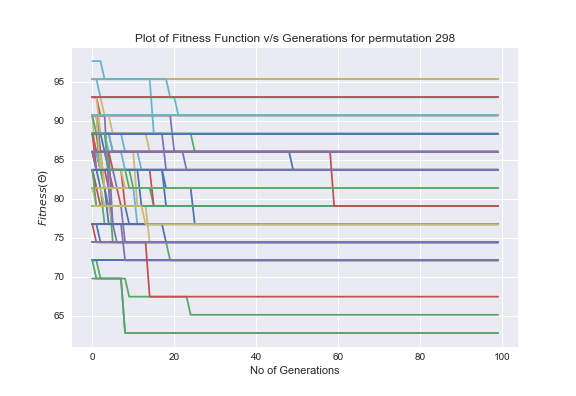 Plot of Fitness Function v/s Generations for permutation 298
Fitness(Θ)
95
90
85
80
75
70
65
0 20 40 60 80 100
No of Generations